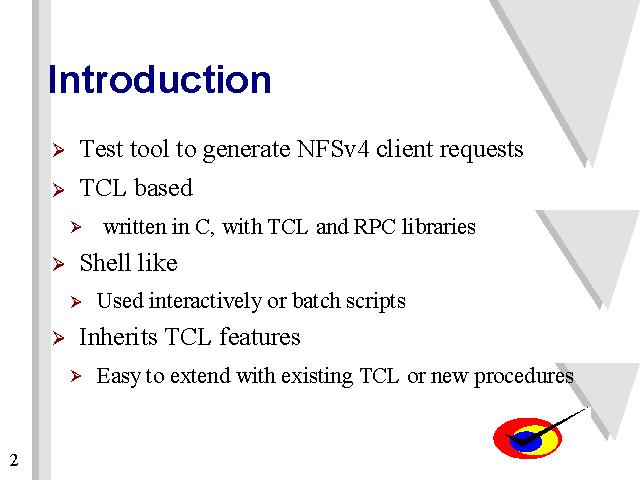 Introduction
Test tool to generate NFSv4 client requests
TCL based
written in C, with TCL and RPC libraries
Shell like
Used interactively or batch scripts
Inherits TCL features
Easy to extend with existing TCL or new procedures
2